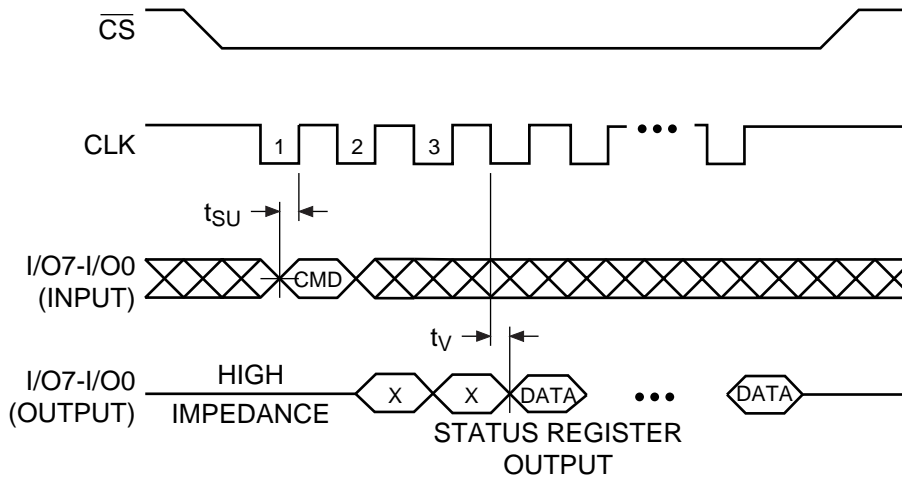 CS
CLK
1
2
3
•••
tSU
I/O7-I/O0
(INPUT)
CMD
tV
I/O7-I/O0
(OUTPUT)
HIGH
IMPEDANCE
X
X
DATA
•••
DATA
STATUS REGISTER
OUTPUT